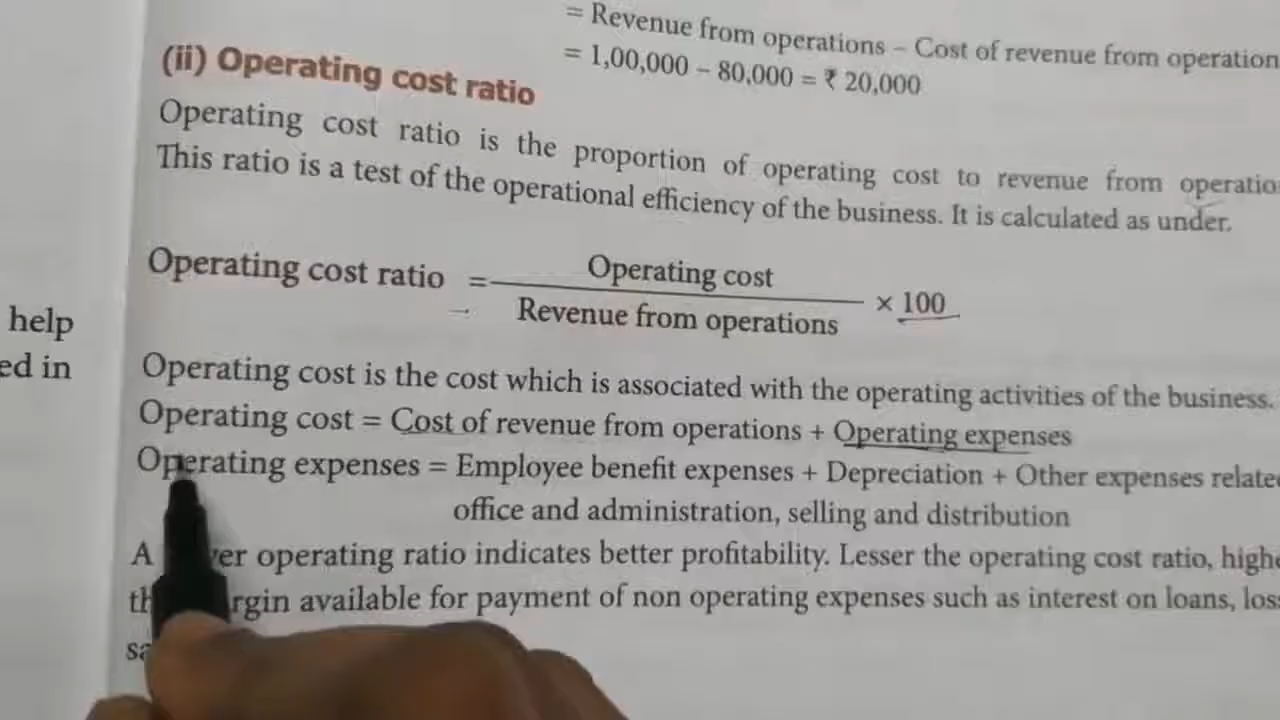 = Revenue from operations – Cost of revenue from operation
= 1,00,000 – 80,000 = ₹ 20,000
(ii) Operating cost ratio
Operating cost ratio is the proportion of operating cost to revenue from operatio
This ratio is a test of the operational efficiency of the business. It is calculated as under.
Operating cost ratio = Operating cost
Revenue from operations × 100
help
ed in
Operating cost is the cost which is associated with the operating activities of the business.
Operating cost = Cost of revenue from operations + Operating expenses
Operating expenses = Employee benefit expenses + Depreciation + Other expenses relate
office and administration, selling and distribution
A operating ratio indicates better profitability. Lesser the operating cost ratio, highe
available for payment of non operating expenses such as interest on loans, los